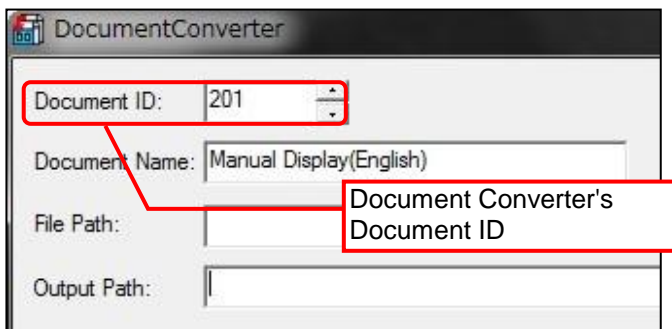 DocumentConverter
Document ID: 201
Document Name: Manual Display(English)
Document Converter's
Document ID
File Path:
Output Path: